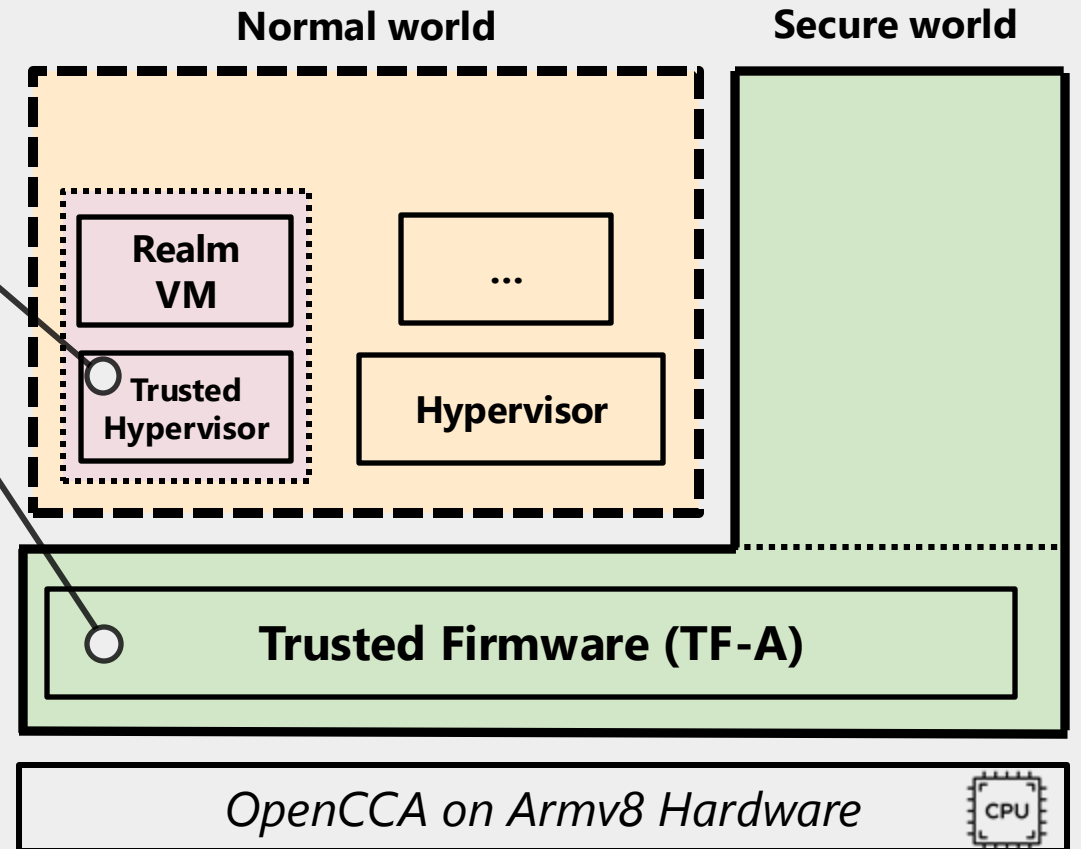 Normal world
Secure world
Realm
VM
...
Trusted
Hypervisor
Hypervisor
Trusted Firmware (TF-A)
OpenCCA on Armv8 Hardware
CPU